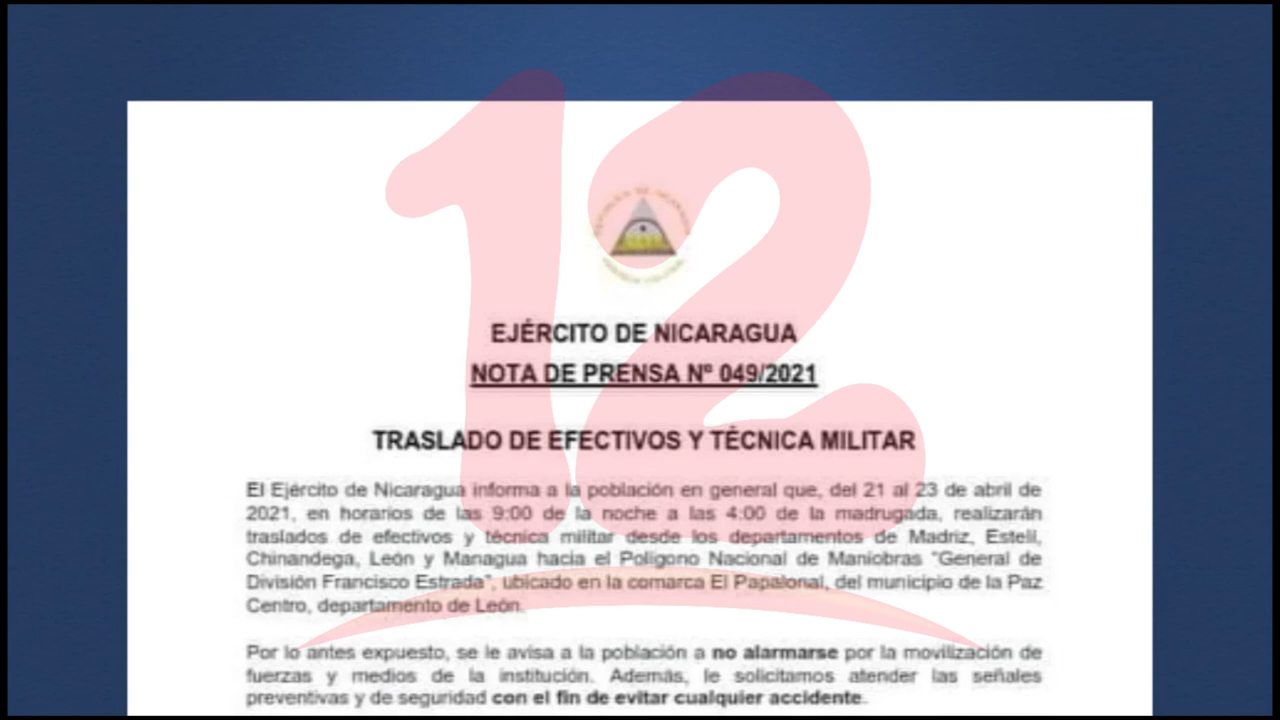 12
EJÉRCITO DE NICARAGUA
NOTA DE PRENSA Nº 049/2021
TRASLADO DE EFECTIVOS Y TÉCNICA MILITAR
El Ejército de Nicaragua informa a la población en general que, del 21 al 23 de abril de
2021, en horarios de las 9:00 de la noche a las 4:00 de la madrugada, realizarán
traslados de efectivos y técnica militar desde los departamentos de Madriz, Estelí,
Chinandega, León y Managua hacia el Polígono Nacional de Maniobras "General de
División Francisco Estrada", ubicado en la comarca El Papalonal, del municipio de la Paz
Centro, departamento de León.
Por lo antes expuesto, se le avisa a la población a no alarmarse por la movilización de
fuerzas y medios de la institución. Además, le solicitamos atender las señales
preventivas y de seguridad con el fin de evitar cualquier accidente.